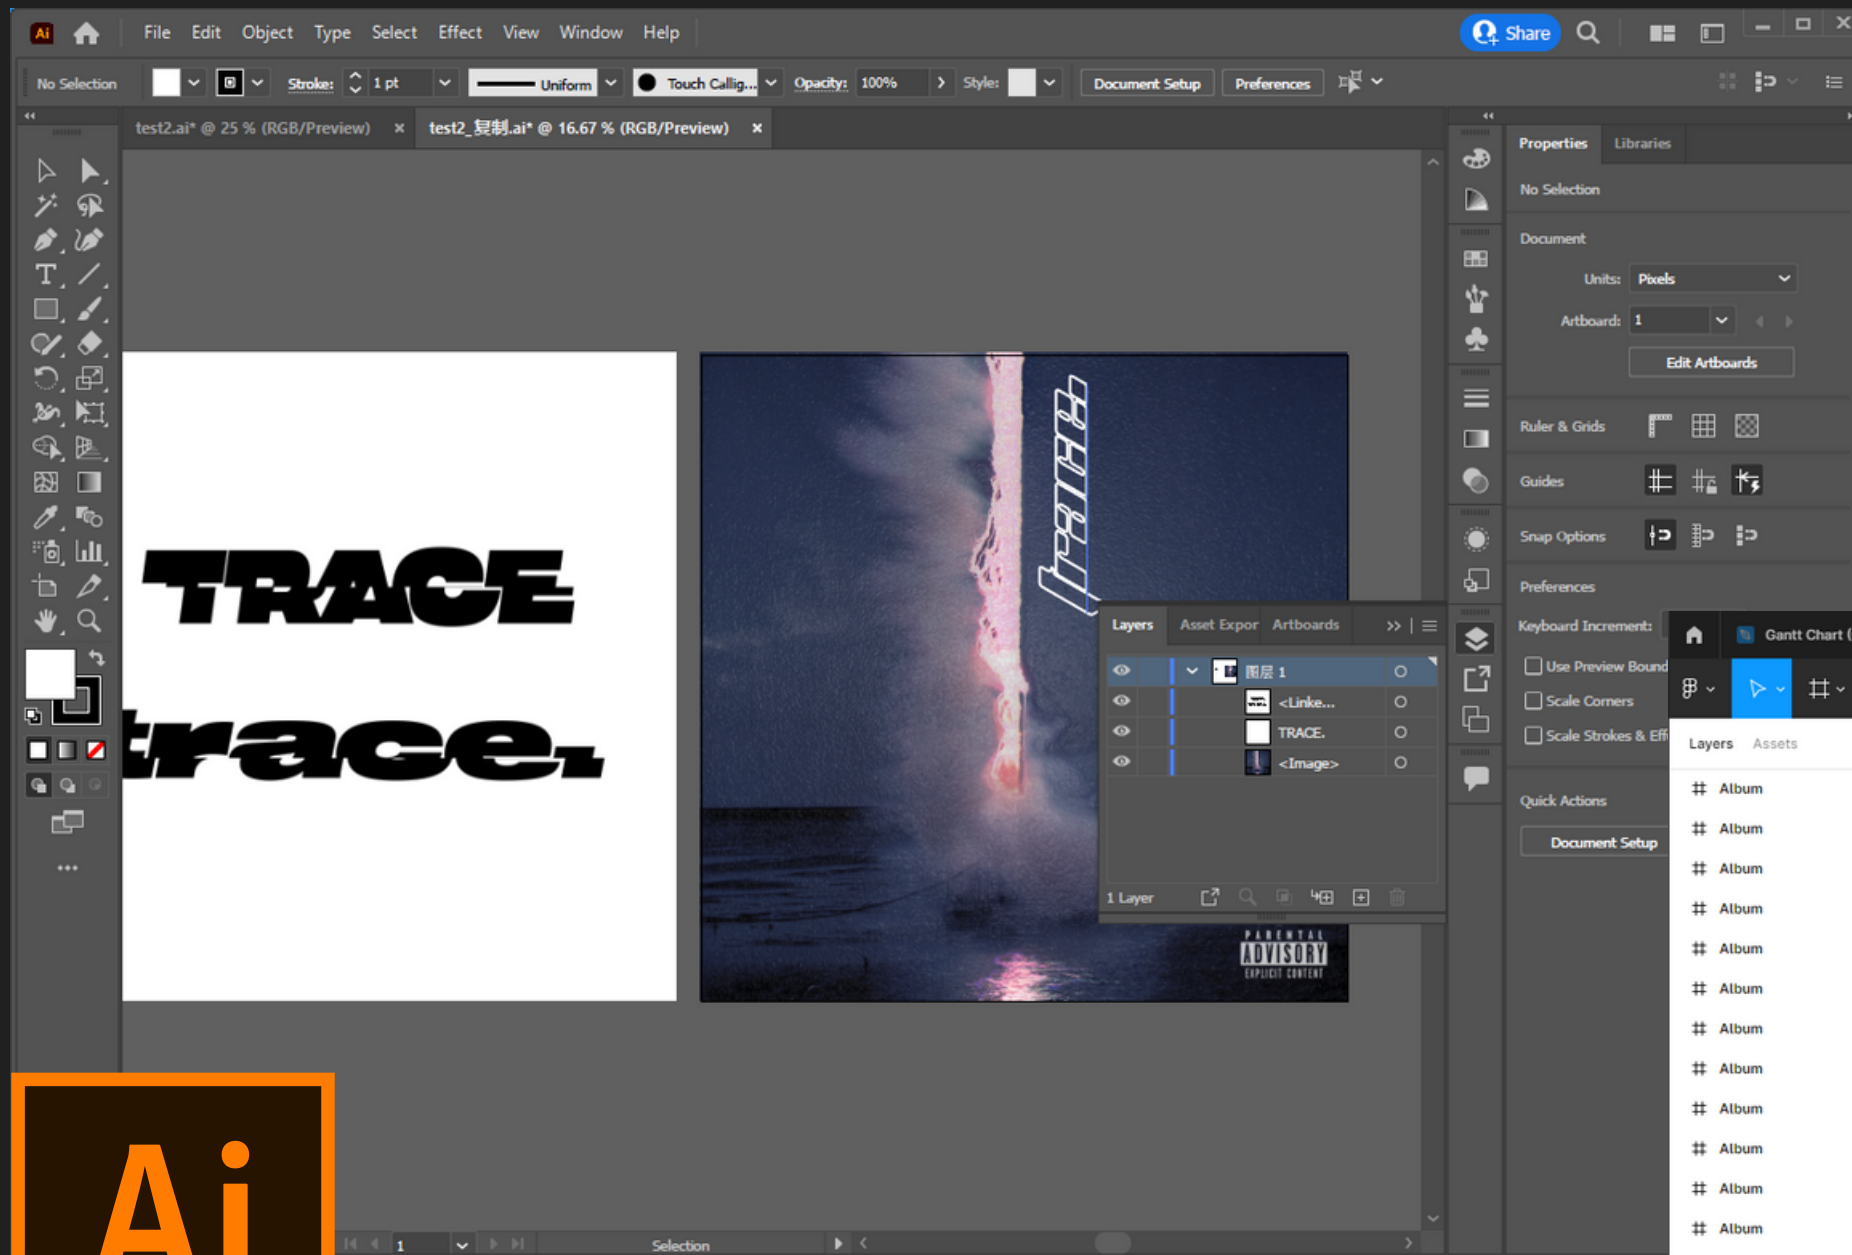 Ai File Edit Object Type Select Effect View Window Help Share
No Selection Stroke: 1 pt Uniform Touch Callig... Opacity: 100% Style: Document Setup Preferences
test2.ai* @ 25 % (RGB/Preview) × test2_复制.ai* @ 16.67 % (RGB/Preview) ×
Properties Libraries
No Selection
Document
Units: Pixels
Artboard: 1
Edit Artboards
Ruler & Grids
Guides
Snap Options
Preferences
Keyboard Increment:
Use Preview Bound
Scale Corners
Scale Strokes & Eff
Quick Actions
Document Setup
TRACE
trace.
trace.
PARENTAL
ADVISORY
EXPLICIT CONTENT
Layers Asset Expor Artboards
图层 1
<Linke...
TRACE.
<Image>
1 Layer
Gantt Chart (
Layers Assets
Album
Album
Album
Album
Album
Album
Album
Album
Album
Album
Album
Album
Ai
1 Selection